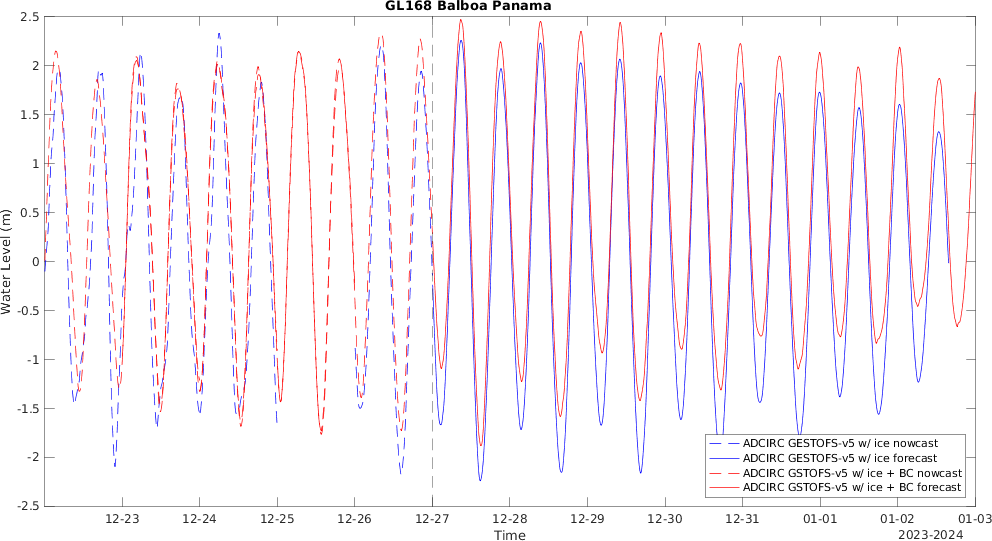 GL168 Balboa Panama
2.5
2
1.5
1
0.5
0
-0.5
-1
-1.5
-2
-2.5
Water Level (m)
ADCIRC GESTOFS-v5 w/ ice nowcast
ADCIRC GESTOFS-v5 w/ ice forecast
ADCIRC GSTOFS-v5 w/ ice + BC nowcast
ADCIRC GSTOFS-v5 w/ ice + BC forecast
12-23 12-24 12-25 12-26 12-27 12-28 12-29 12-30 12-31 01-01 01-02 01-03
Time
2023-2024